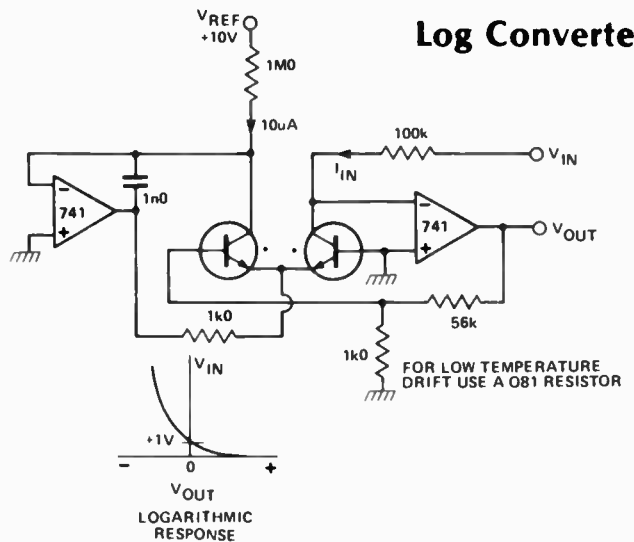 Log Converte
VREF
+10V
1M0
10uA
100k
VIN
IIN
−
741
+
1n0
−
741
+
VOUT
1k0
56k
1k0
FOR LOW TEMPERATURE
DRIFT USE A 081 RESISTOR
VIN
+1V
−
0
+
VOUT
LOGARITHMIC
RESPONSE